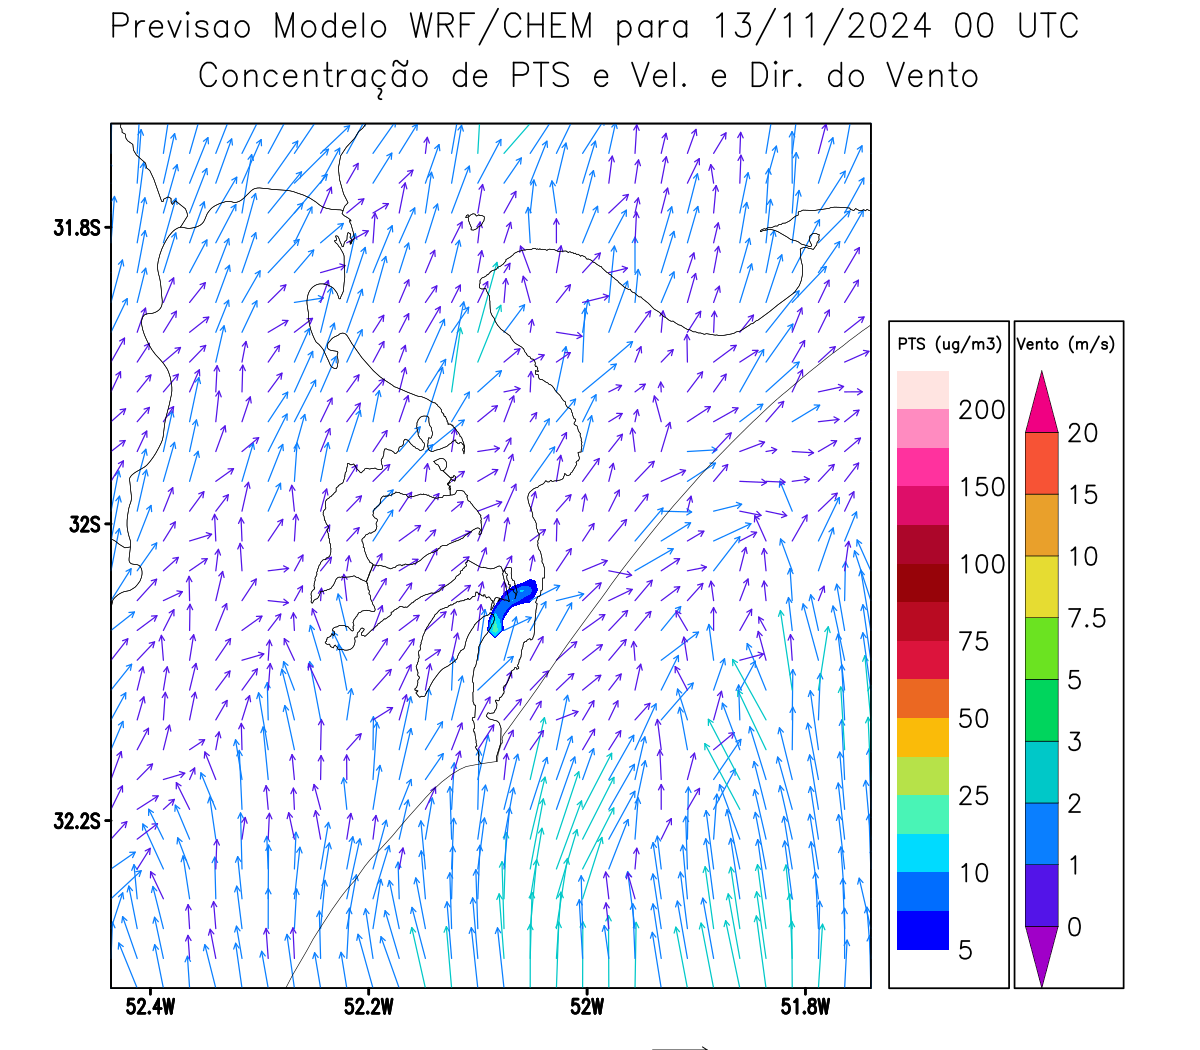 Previsao Modelo WRF/CHEM para 13/11/2024 00 UTC
Concentração de PTS e Vel. e Dir. do Vento
31.8S
32S
32.2S
52.4W
52.2W
52W
51.8W
PTS (ug/m3)
200
150
100
75
50
25
10
5
Vento (m/s)
20
15
10
7.5
5
3
2
1
0